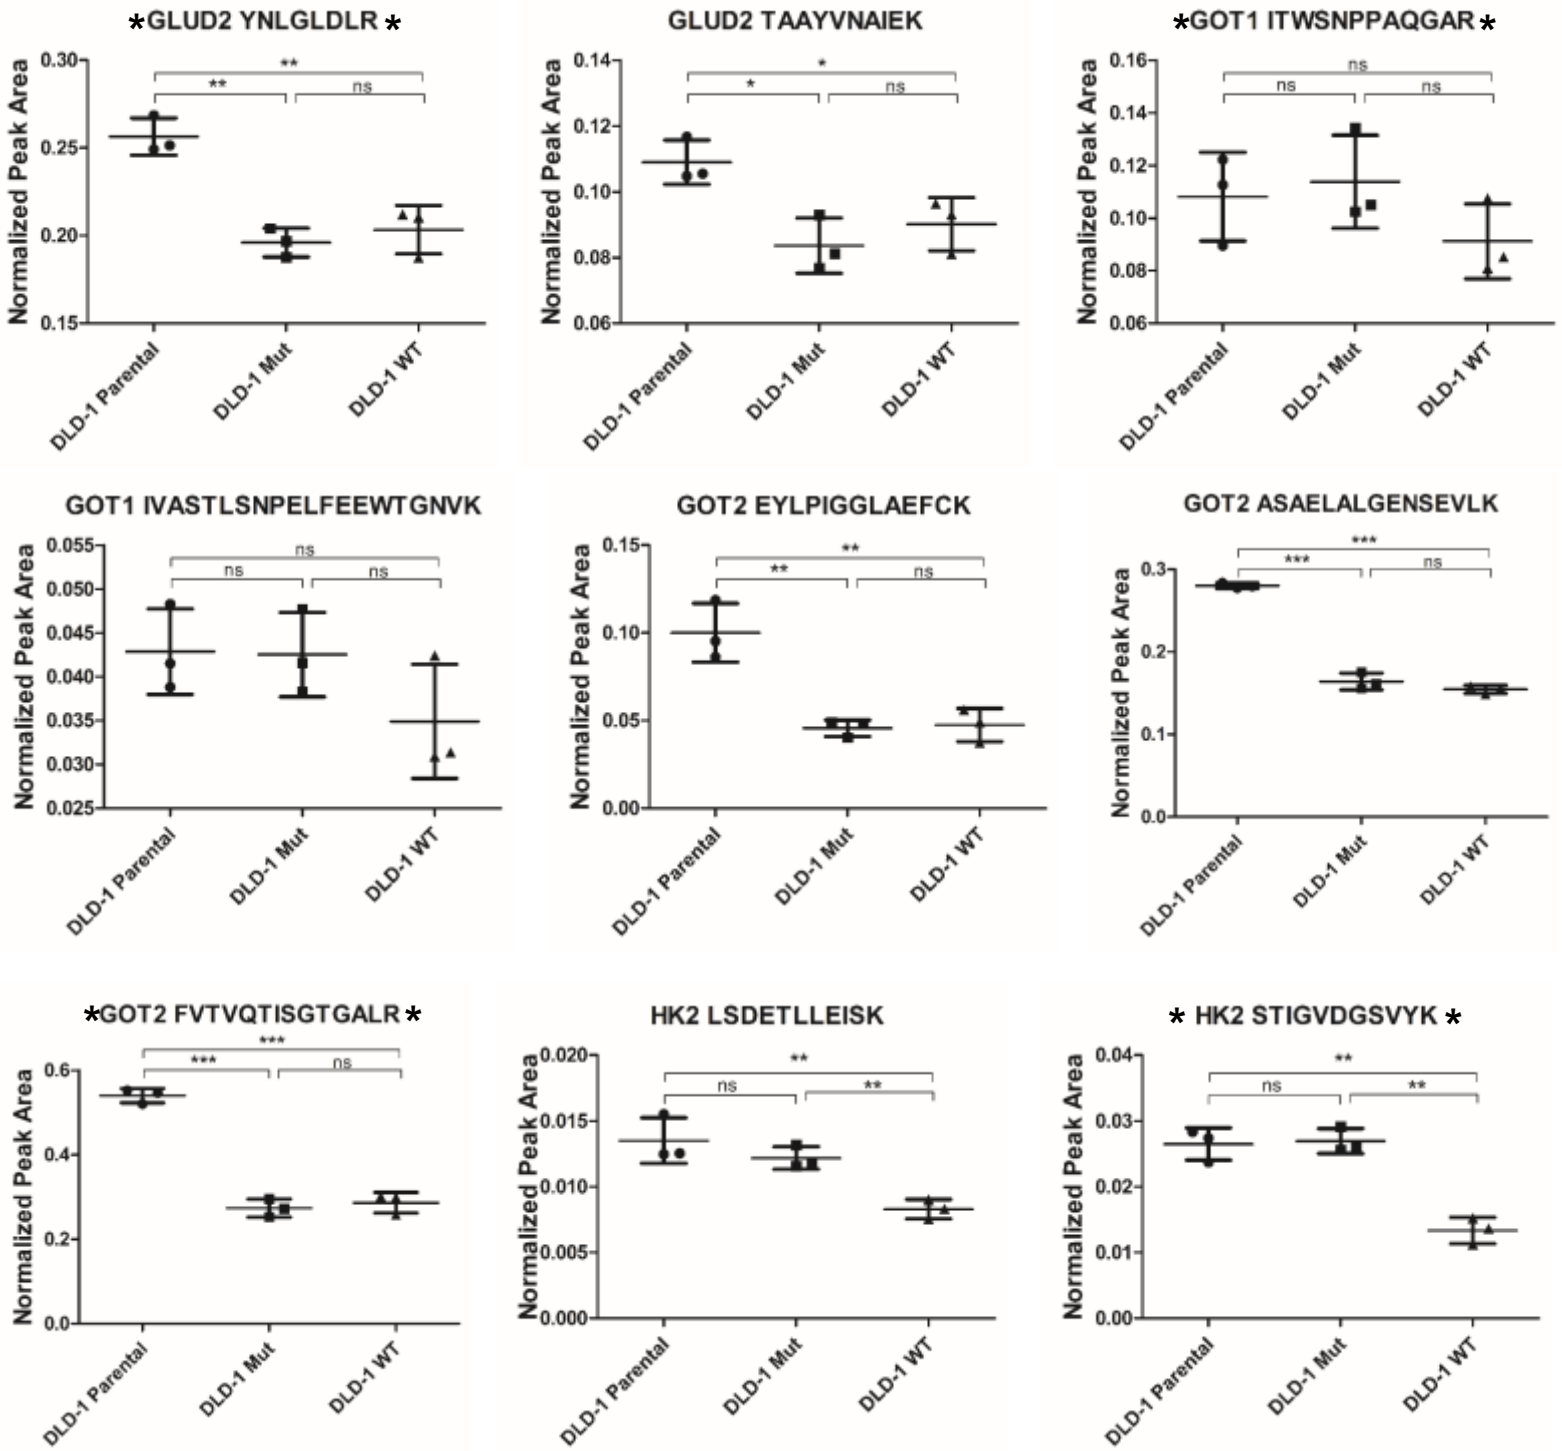 *GLUD2 YNLGLDLR *
Normalized Peak Area
0.30
0.25
0.20
0.15
**
**
ns
DLD-1 Parental
DLD-1 Mut
DLD-1 WT
GLUD2 TAAYVNAIEK
Normalized Peak Area
0.14
0.12
0.10
0.08
0.06
*
*
ns
DLD-1 Parental
DLD-1 Mut
DLD-1 WT
*GOT1 ITWSNPPAQGAR*
Normalized Peak Area
0.16
0.14
0.12
0.10
0.08
0.06
ns
ns
ns
DLD-1 Parental
DLD-1 Mut
DLD-1 WT
GOT1 IVASTLSNPELFEEWTGNVK
Normalized Peak Area
0.055
0.050
0.045
0.040
0.035
0.030
0.025
ns
ns
ns
DLD-1 Parental
DLD-1 Mut
DLD-1 WT
GOT2 EYLPIGGLAEFCK
Normalized Peak Area
0.15
0.10
0.05
0.00
**
**
ns
DLD-1 Parental
DLD-1 Mut
DLD-1 WT
GOT2 ASAELALGENSEVLK
Normalized Peak Area
0.3
0.2
0.1
0.0
***
***
ns
DLD-1 Parental
DLD-1 Mut
DLD-1 WT
*GOT2 FVTVQTISGTGALR *
Normalized Peak Area
0.6
0.4
0.2
0.0
***
***
ns
DLD-1 Parental
DLD-1 Mut
DLD-1 WT
HK2 LSDETLLEISK
Normalized Peak Area
0.020
0.015
0.010
0.005
0.000
**
ns
**
DLD-1 Parental
DLD-1 Mut
DLD-1 WT
* HK2 STIGVDGSVYK *
Normalized Peak Area
0.04
0.03
0.02
0.01
0.00
**
ns
**
DLD-1 Parental
DLD-1 Mut
DLD-1 WT